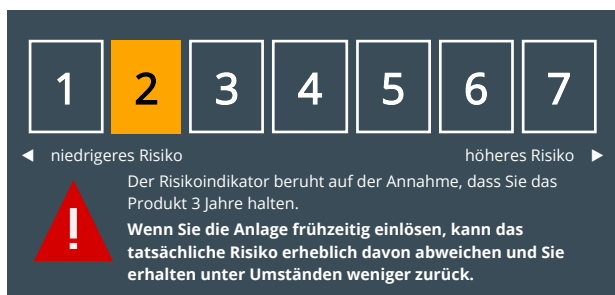 1 2 3 4 5 6 7
◄ niedrigeres Risiko höheres Risiko ►
!
Der Risikoindikator beruht auf der Annahme, dass Sie das
Produkt 3 Jahre halten.
Wenn Sie die Anlage frühzeitig einlösen, kann das
tatsächliche Risiko erheblich davon abweichen und Sie
erhalten unter Umständen weniger zurück.